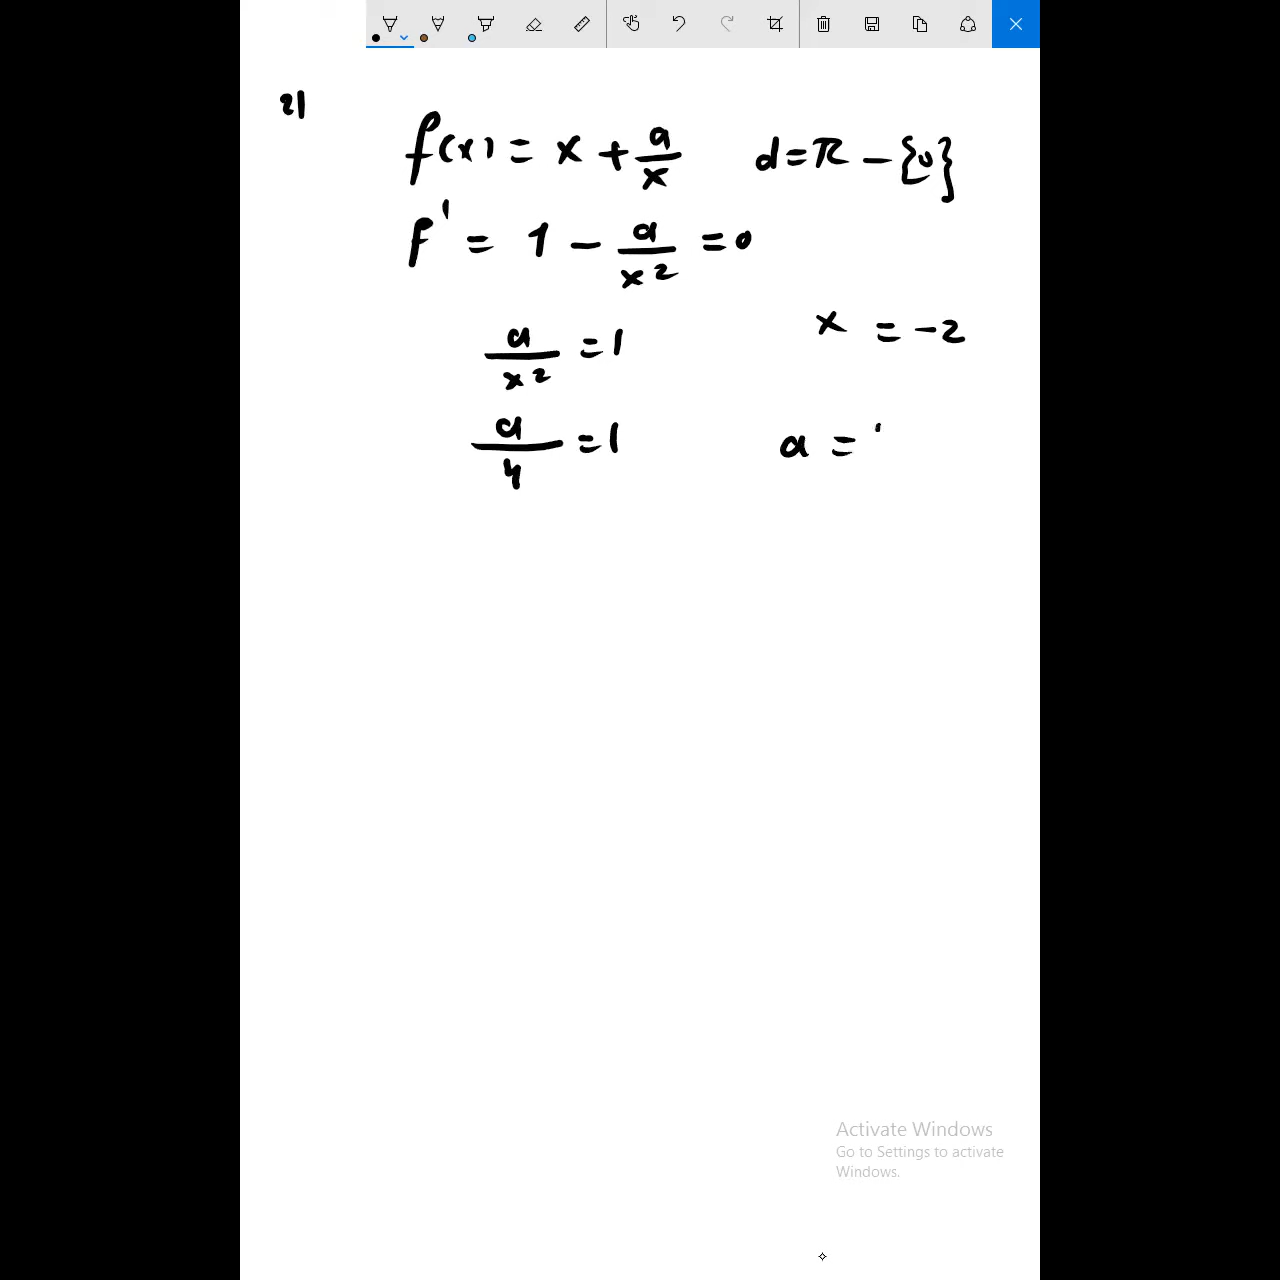 21
f(x) = x + a/x d = R - {0}
f' = 1 - a/x² = 0
a/x² = 1 x = -2
a/4 = 1 a =
Activate Windows
Go to Settings to activate
Windows.